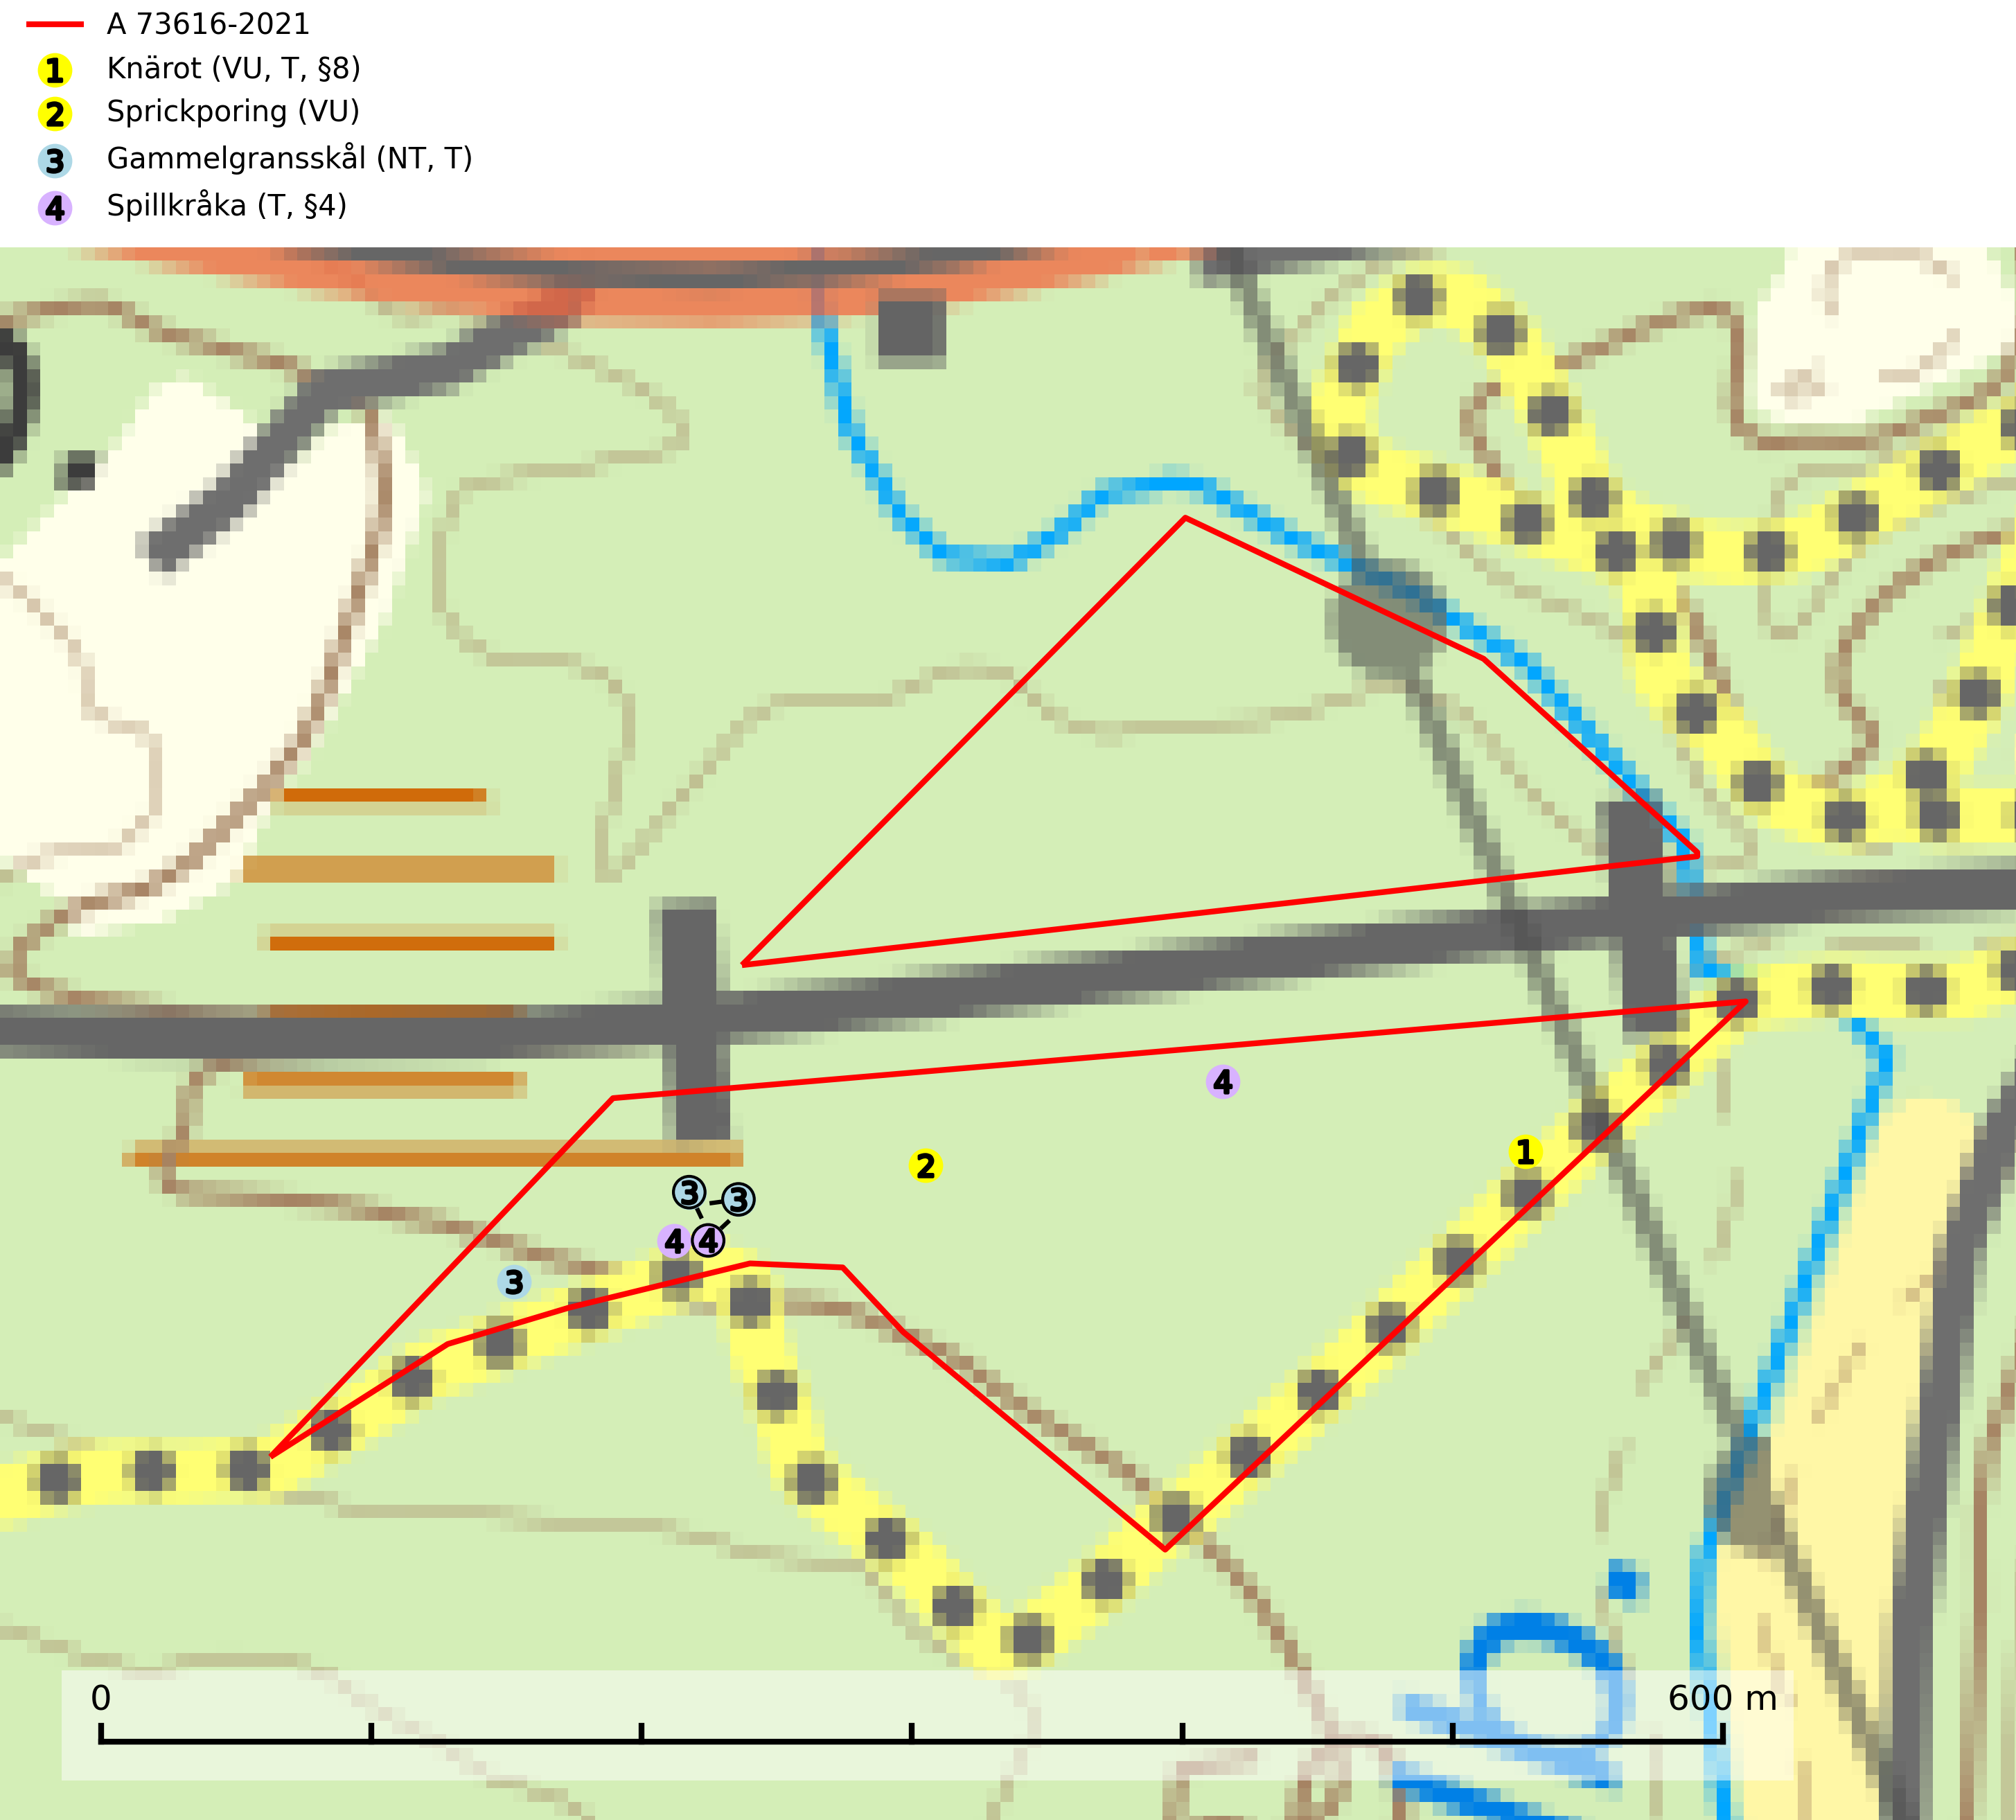 A 73616-2021
1 Knärot (VU, T, §8)
2 Sprickporing (VU)
3 Gammelgransskål (NT, T)
4 Spillkråka (T, §4)
4
1
2
3 3
4 4
3
0 600 m